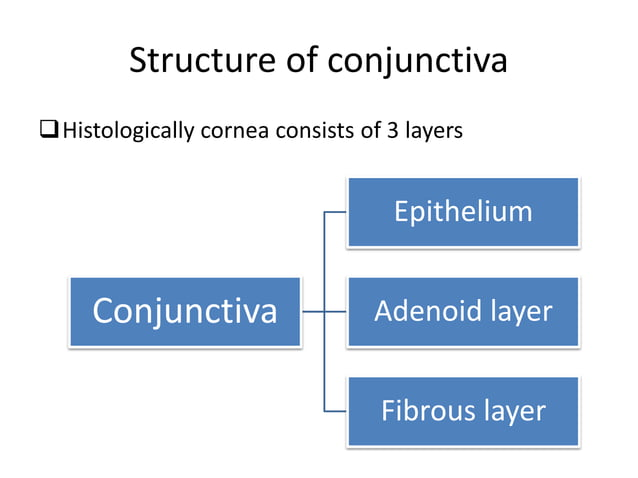 Structure of conjunctiva
Histologically cornea consists of 3 layers
Epithelium
Conjunctiva
Adenoid layer
Fibrous layer